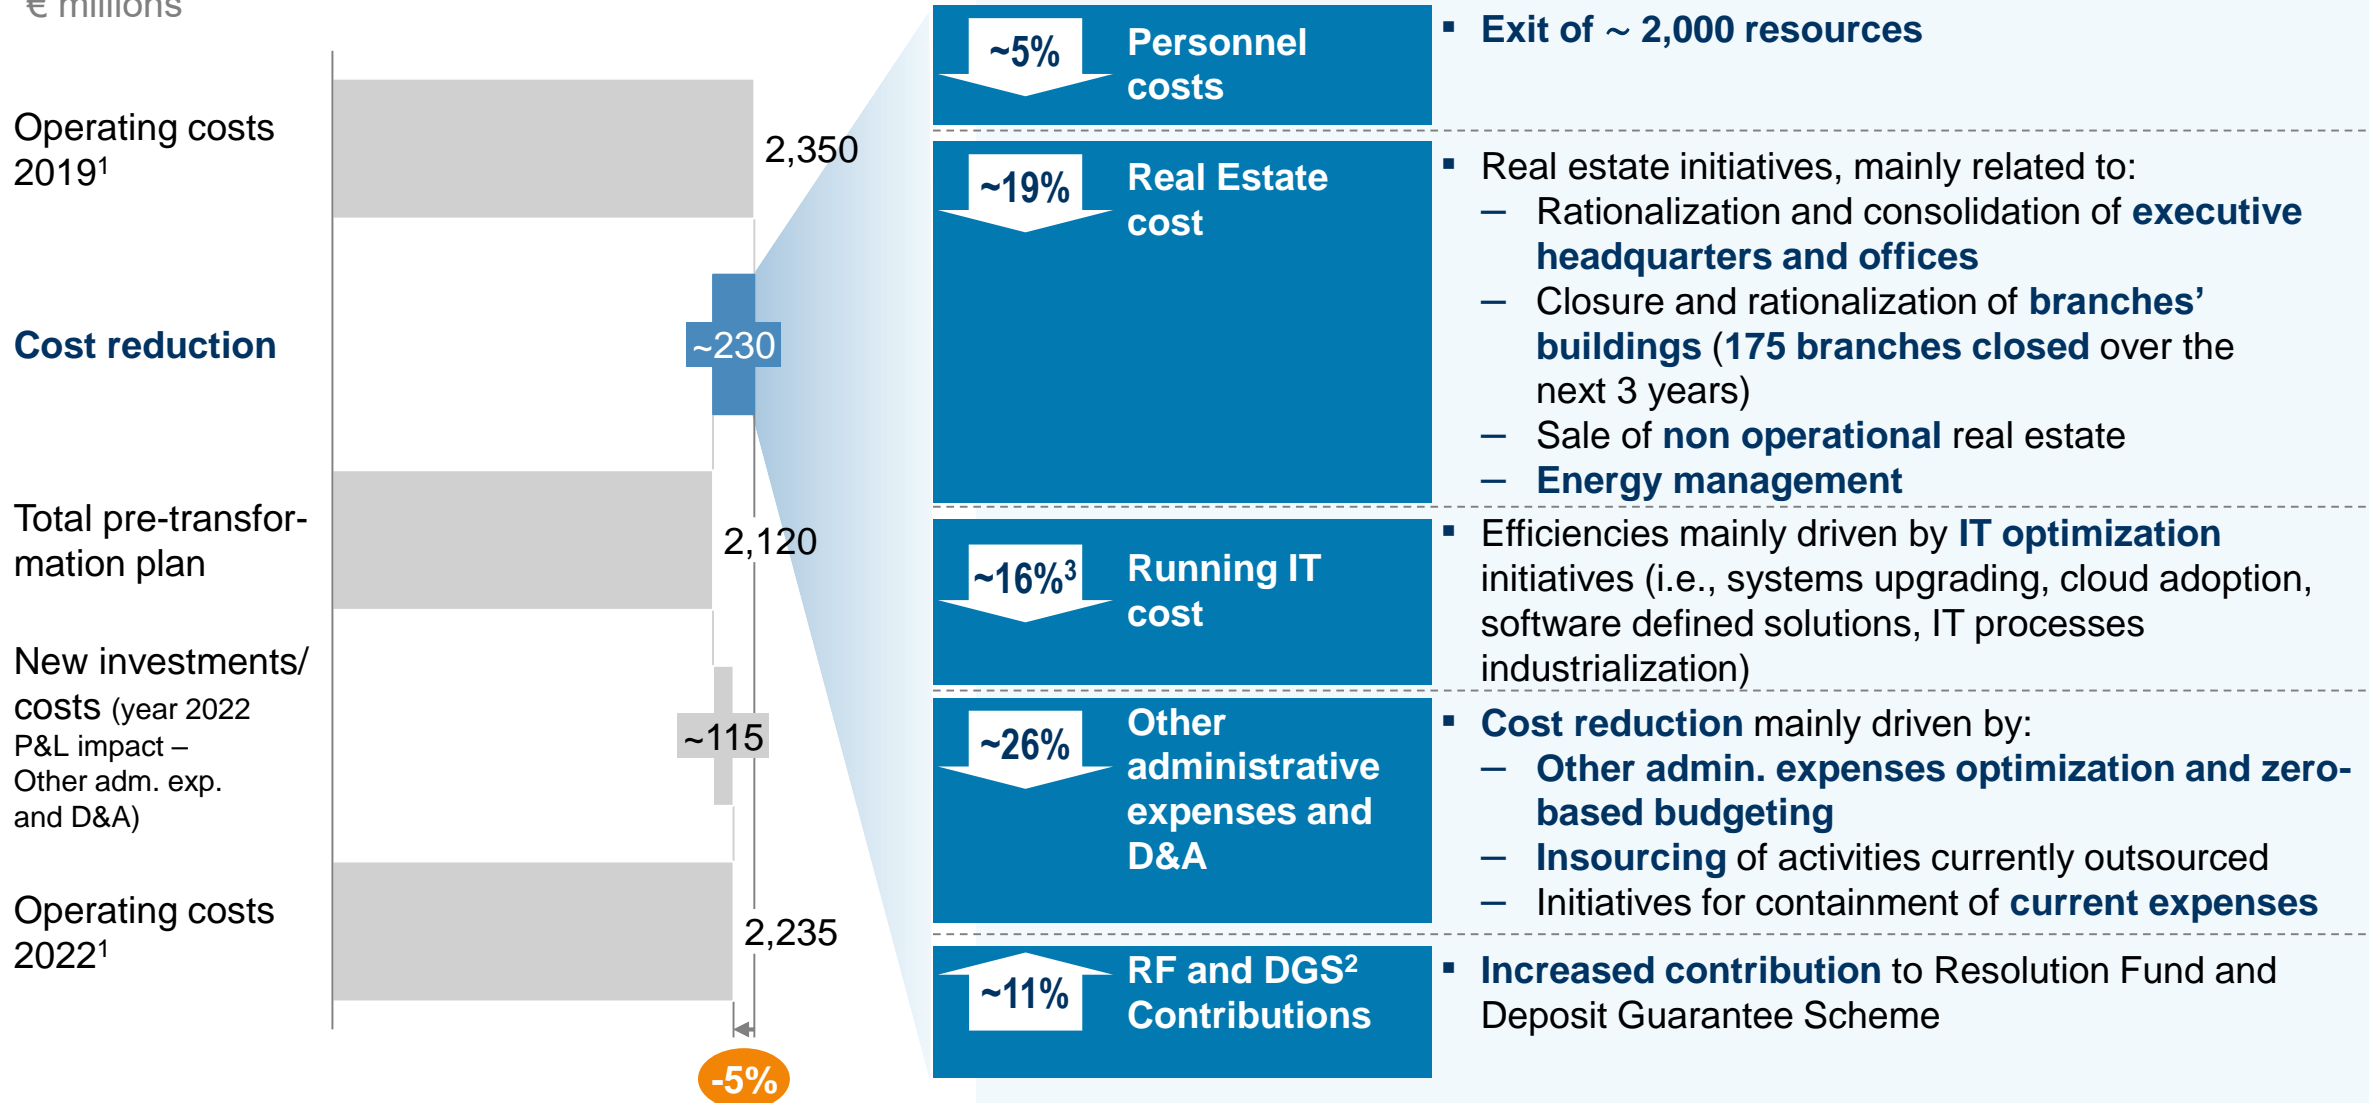 € millions
Operating costs
2019¹
2,350
Cost reduction
~230
Total pre-transfor-
mation plan
2,120
New investments/
costs (year 2022
P&L impact –
Other adm. exp.
and D&A)
~115
Operating costs
2022¹
2,235
-5%
~5%
Personnel
costs
▪ Exit of ~ 2,000 resources
~19%
Real Estate
cost
▪ Real estate initiatives, mainly related to:
– Rationalization and consolidation of executive
headquarters and offices
– Closure and rationalization of branches’
buildings (175 branches closed over the
next 3 years)
– Sale of non operational real estate
– Energy management
~16%³
Running IT
cost
▪ Efficiencies mainly driven by IT optimization
initiatives (i.e., systems upgrading, cloud adoption,
software defined solutions, IT processes
industrialization)
~26%
Other
administrative
expenses and
D&A
▪ Cost reduction mainly driven by:
– Other admin. expenses optimization and zero-
based budgeting
– Insourcing of activities currently outsourced
– Initiatives for containment of current expenses
~11%
RF and DGS²
Contributions
▪ Increased contribution to Resolution Fund and
Deposit Guarantee Scheme